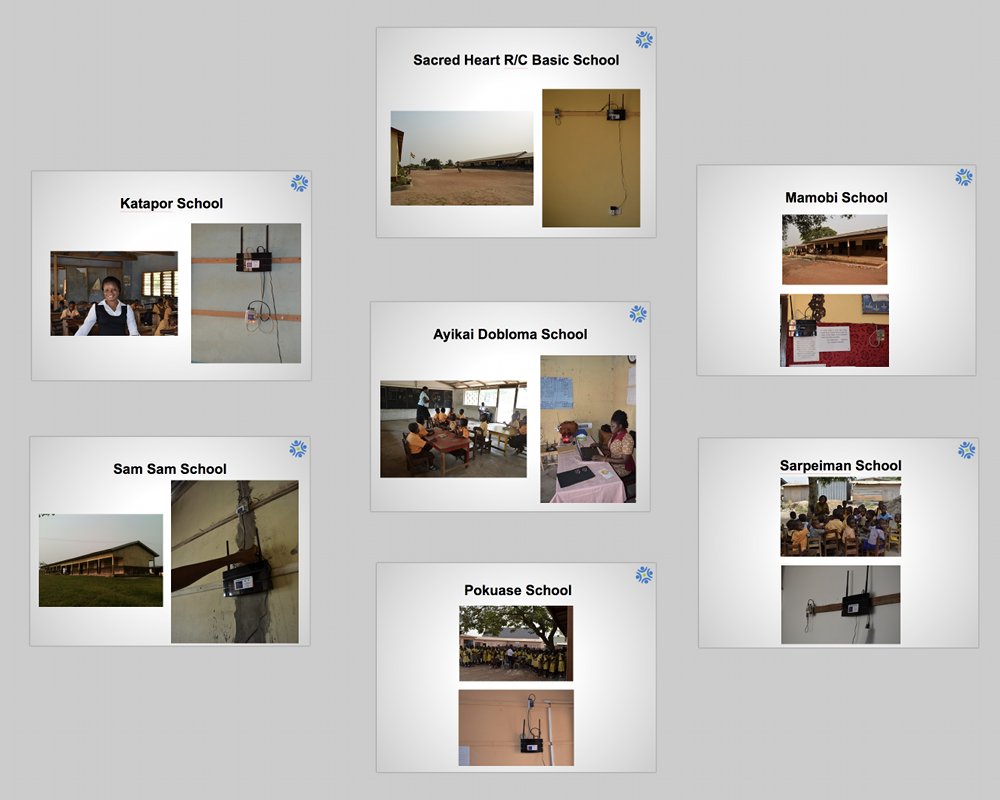 Sacred Heart R/C Basic School
Katapor School
Mamobi School
Ayikai Dobloma School
Sam Sam School
Sarpeiman School
Pokuase School